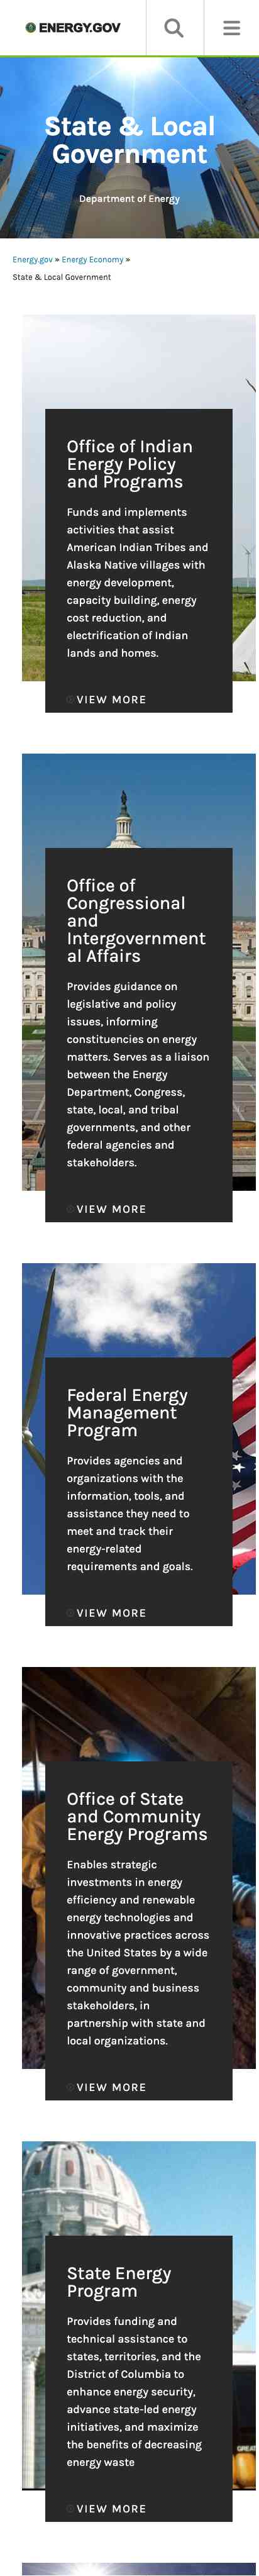 ENERGY.GOV
State & Local
Government
Department of Energy
Energy.gov » Energy Economy »
State & Local Government
Office of Indian
Energy Policy
and Programs
Funds and implements
activities that assist
American Indian Tribes and
Alaska Native villages with
energy development,
capacity building, energy
cost reduction, and
electrification of Indian
lands and homes.
VIEW MORE
Office of
Congressional
and
Intergovernment
al Affairs
Provides guidance on
legislative and policy
issues, informing
constituencies on energy
matters. Serves as a liaison
between the Energy
Department, Congress,
state, local, and tribal
governments, and other
federal agencies and
stakeholders.
VIEW MORE
Federal Energy
Management
Program
Provides agencies and
organizations with the
information, tools, and
assistance they need to
meet and track their
energy-related
requirements and goals.
VIEW MORE
Office of State
and Community
Energy Programs
Enables strategic
investments in energy
efficiency and renewable
energy technologies and
innovative practices across
the United States by a wide
range of government,
community and business
stakeholders, in
partnership with state and
local organizations.
VIEW MORE
State Energy
Program
Provides funding and
technical assistance to
states, territories, and the
District of Columbia to
enhance energy security,
advance state-led energy
initiatives, and maximize
the benefits of decreasing
energy waste
VIEW MORE